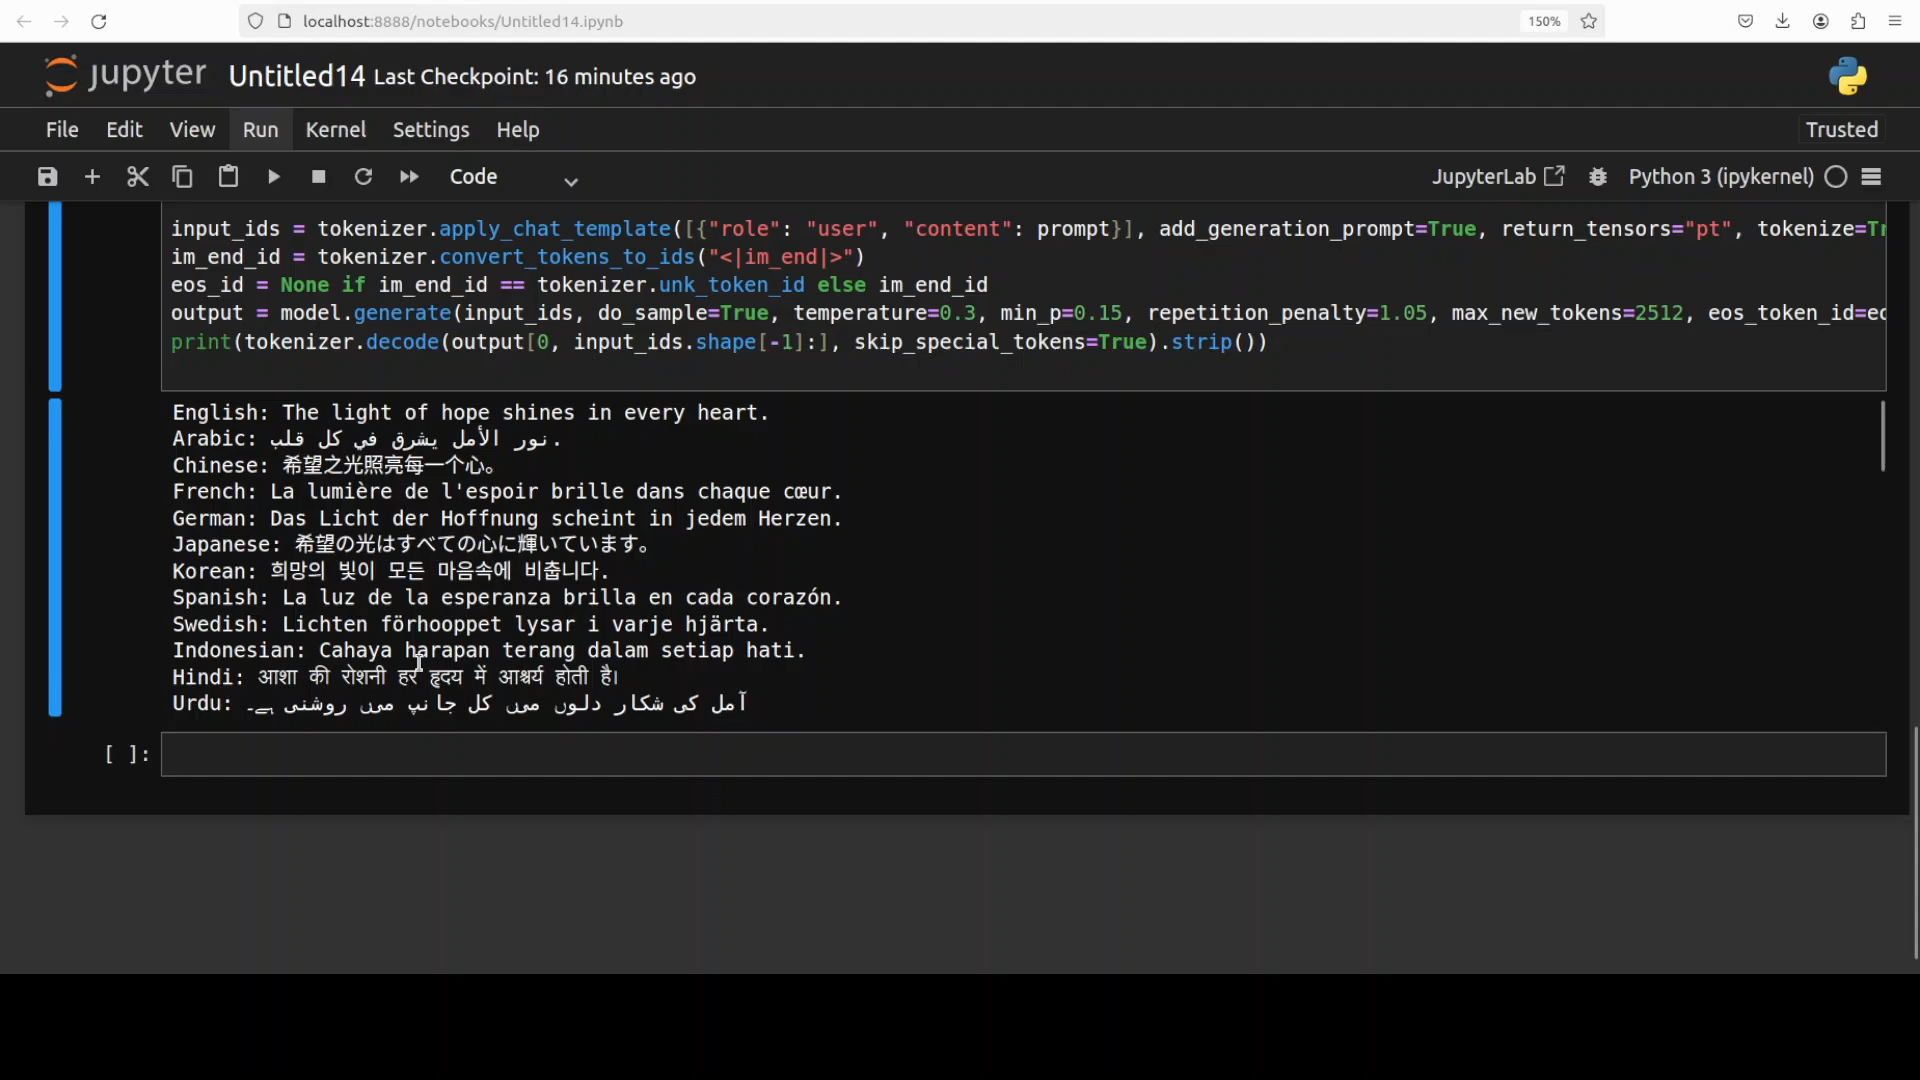 localhost:8888/notebooks/Untitled14.ipynb
150%
jupyter Untitled14 Last Checkpoint: 16 minutes ago
File Edit View Run Kernel Settings Help
Trusted
Code
JupyterLab
Python 3 (ipykernel)
input_ids = tokenizer.apply_chat_template([{"role": "user", "content": prompt}], add_generation_prompt=True, return_tensors="pt", tokenize=Tr
im_end_id = tokenizer.convert_tokens_to_ids("<|im_end|>")
eos_id = None if im_end_id == tokenizer.unk_token_id else im_end_id
output = model.generate(input_ids, do_sample=True, temperature=0.3, min_p=0.15, repetition_penalty=1.05, max_new_tokens=2512, eos_token_id=eo
print(tokenizer.decode(output[0, input_ids.shape[-1]:], skip_special_tokens=True).strip())
English: The light of hope shines in every heart.
Arabic: نور الأمل يشرق في كل قلب.
Chinese: 希望之光照亮每一个心。
French: La lumière de l'espoir brille dans chaque cœur.
German: Das Licht der Hoffnung scheint in jedem Herzen.
Japanese: 希望の光はすべての心に輝いています。
Korean: 희망의 빛이 모든 마음속에 비춥니다.
Spanish: La luz de la esperanza brilla en cada corazón.
Swedish: Lichten förhooppet lysar i varje hjärta.
Indonesian: Cahaya harapan terang dalam setiap hati.
Hindi: आशा की रोशनी हर हृदय में आश्चर्य होती है।
Urdu: آمل کی شکار دلوں میں کل جانپ میں روشنی ہے۔
[ ]: